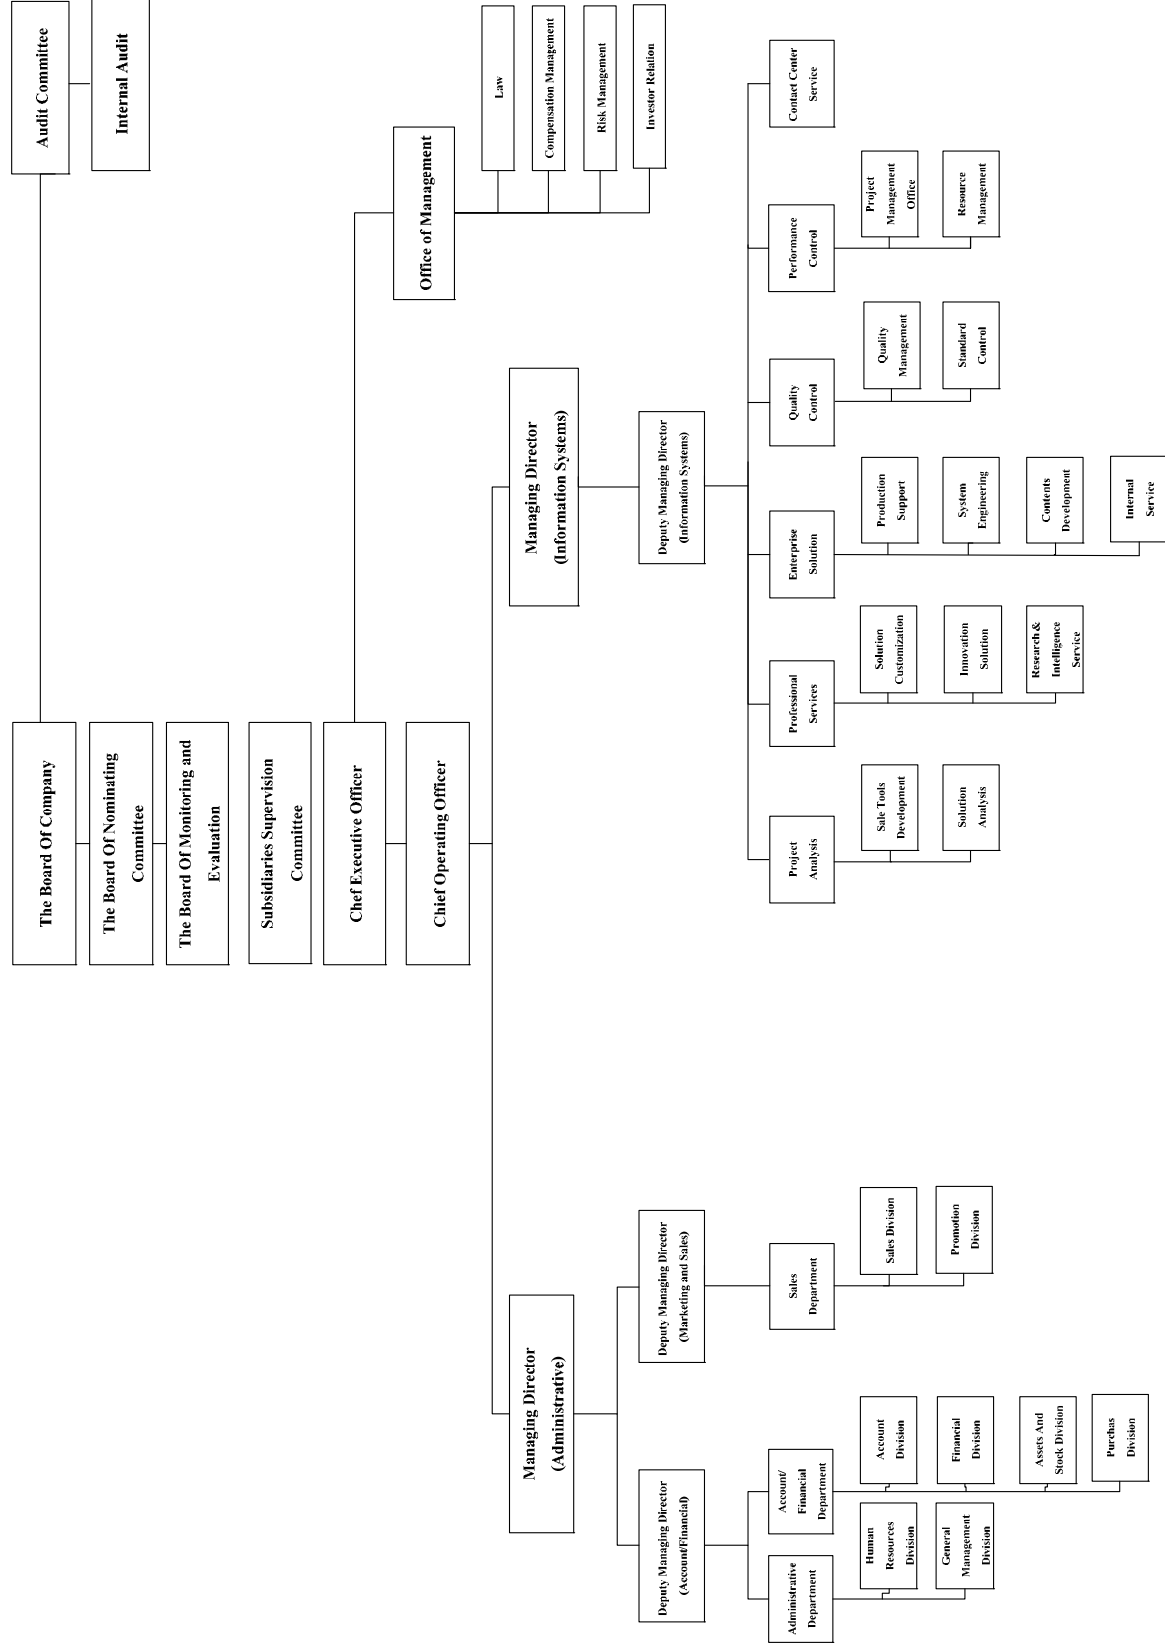 The Board Of Company
Audit Committee
The Board Of Nominating
Committee
Internal Audit
The Board Of Monitoring and
Evaluation
Subsidiaries Supervision
Committee
Chef Executive Officer
Office of Management
Law
Compensation Management
Risk Management
Investor Relation
Chief Operating Officer
Managing Director
(Administrative)
Managing Director
(Information Systems)
Deputy Managing Director
(Account/Financial)
Deputy Managing Director
(Marketing and Sales)
Deputy Managing Director
(Information Systems)
Administrative
Department
Account/
Financial
Department
Sales
Department
Project
Analysis
Professional
Services
Enterprise
Solution
Quality
Control
Performance
Control
Contact Center
Service
Human
Resources
Division
Account
Division
Sales Division
Sale Tools
Development
Solution
Customization
Production
Support
Quality
Management
Project
Management
Office
General
Management
Division
Financial
Division
Promotion
Division
Solution
Analysis
Innovation
Solution
System
Engineering
Standard
Control
Resource
Management
Assets And
Stock Division
Research &
Intelligence
Service
Contents
Development
Purchas
Division
Internal
Service